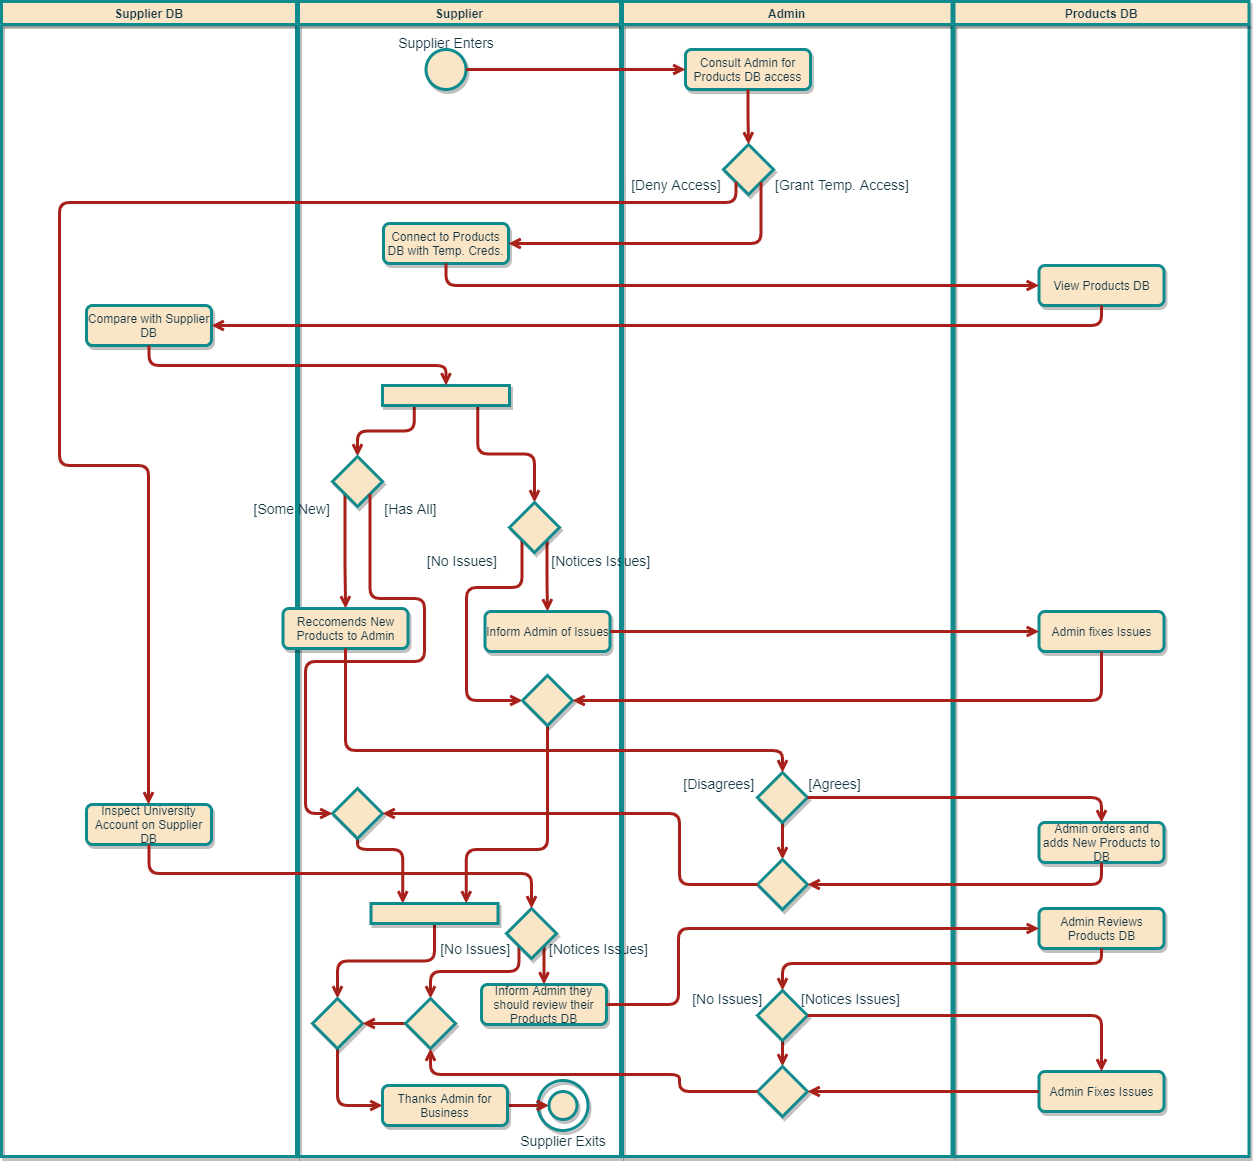 Supplier DB
Supplier
Admin
Products DB
Supplier Enters
Consult Admin for
Products DB access
[Deny Access]
[Grant Temp. Access]
Connect to Products
DB with Temp. Creds.
View Products DB
Compare with Supplier
DB
[Some New]
[Has All]
[No Issues]
[Notices Issues]
Reccomends New
Products to Admin
Inform Admin of Issues
Admin fixes Issues
[Disagrees]
[Agrees]
Inspect University
Account on Supplier
DB
Admin orders and
adds New Products to
DB
Admin Reviews
Products DB
[No Issues]
[Notices Issues]
Inform Admin they
should review their
Products DB
[No Issues]
[Notices Issues]
Thanks Admin for
Business
Admin Fixes Issues
Supplier Exits